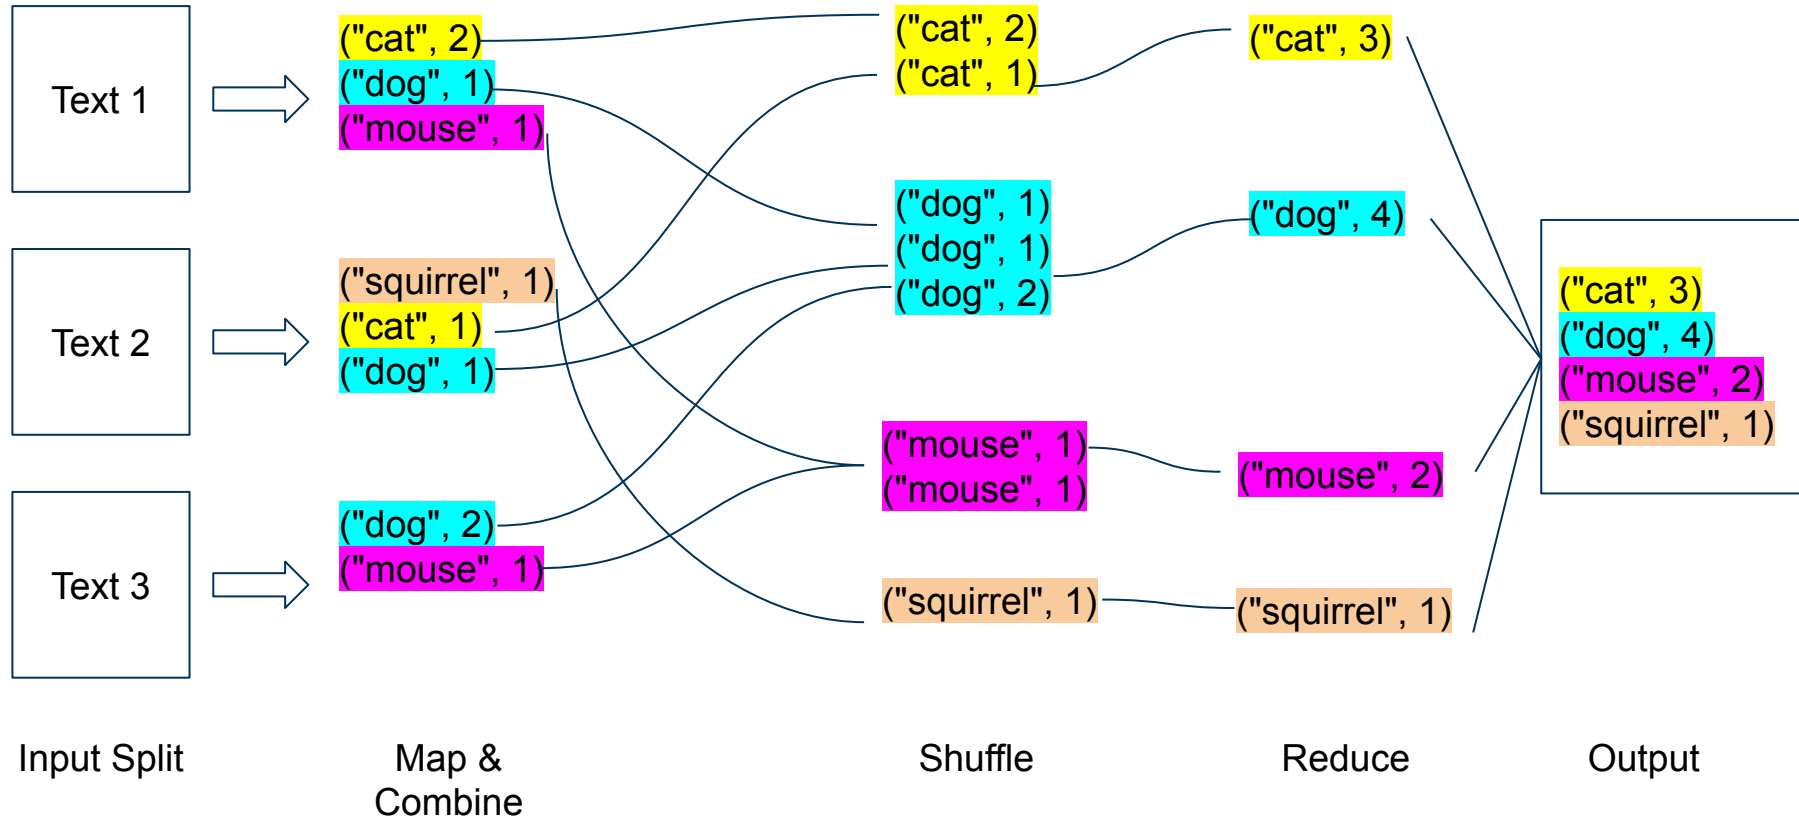 Text 1
("cat", 2)
("dog", 1)
("mouse", 1)
Text 2
("squirrel", 1)
("cat", 1)
("dog", 1)
Text 3
("dog", 2)
("mouse", 1)
("cat", 2)
("cat", 1)
("dog", 1)
("dog", 1)
("dog", 2)
("mouse", 1)
("mouse", 1)
("squirrel", 1)
("cat", 3)
("dog", 4)
("mouse", 2)
("squirrel", 1)
("cat", 3)
("dog", 4)
("mouse", 2)
("squirrel", 1)
Input Split
Map &
Combine
Shuffle
Reduce
Output